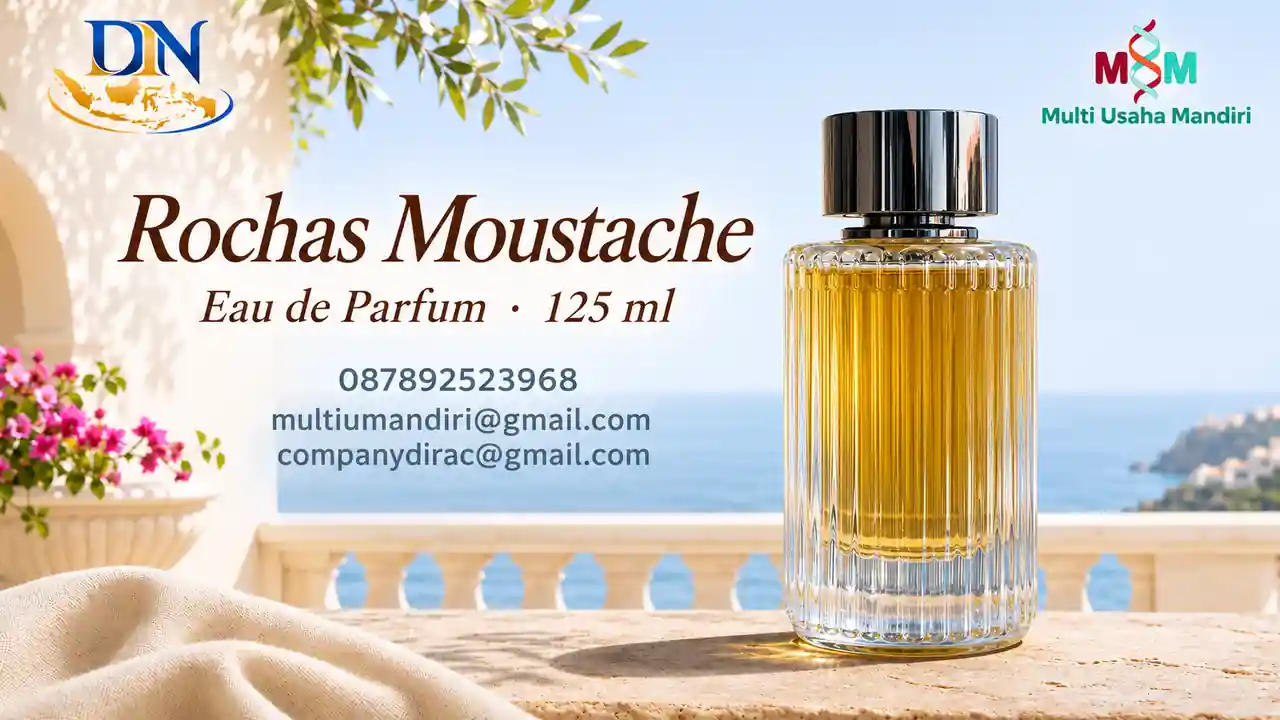 DN
MSM
Multi Usaha Mandiri
Rochas Moustache
Eau de Parfum · 125 ml
087892523968
multiumandiri@gmail.com
companydirac@gmail.com